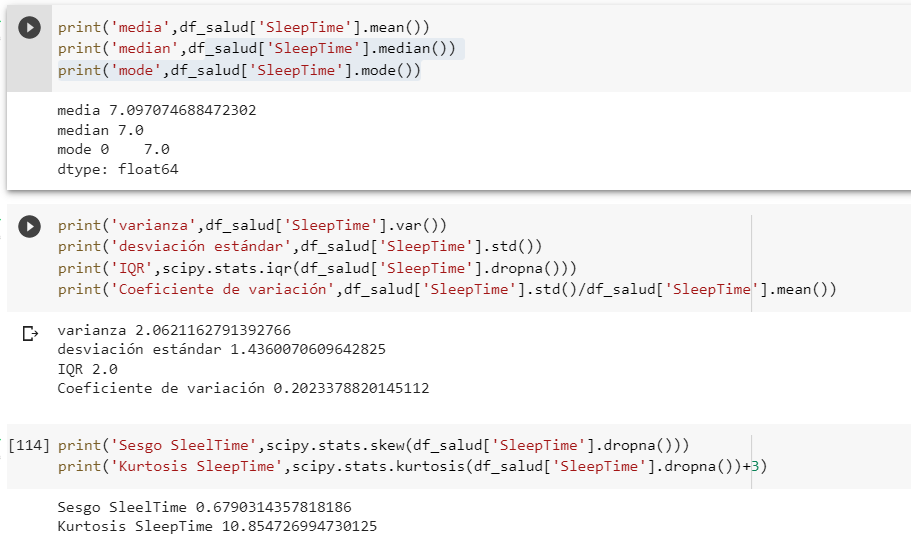 print('media',df_salud['SleepTime'].mean())
print('median',df_salud['SleepTime'].median())
print('mode',df_salud['SleepTime'].mode())
media 7.097074688472302
median 7.0
mode 0    7.0
dtype: float64
print('varianza',df_salud['SleepTime'].var())
print('desviación estándar',df_salud['SleepTime'].std())
print('IQR',scipy.stats.iqr(df_salud['SleepTime'].dropna()))
print('Coeficiente de variación',df_salud['SleepTime'].std()/df_salud['SleepTime'].mean())
varianza 2.0621162791392766
desviación estándar 1.4360070609642825
IQR 2.0
Coeficiente de variación 0.2023378820145112
[114] print('Sesgo SleelTime',scipy.stats.skew(df_salud['SleepTime'].dropna()))
print('Kurtosis SleepTime',scipy.stats.kurtosis(df_salud['SleepTime'].dropna())+3)
Sesgo SleelTime 0.6790314357818186
Kurtosis SleepTime 10.854726994730125